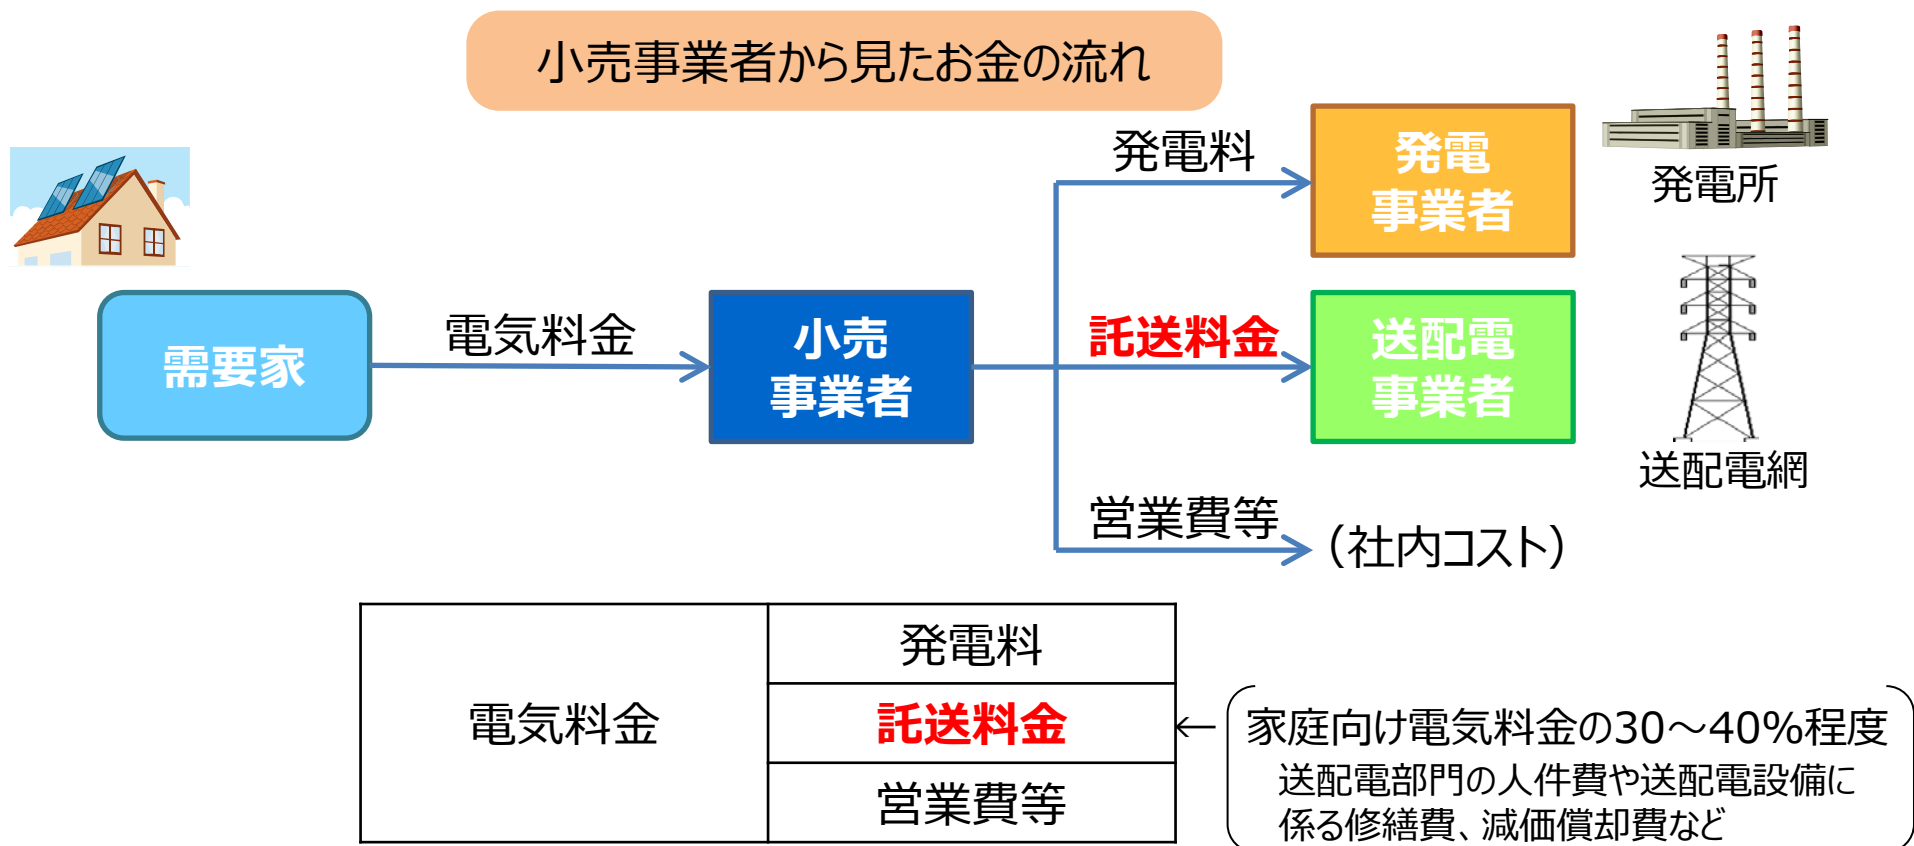 小売事業者から見たお金の流れ
発電料
発電
事業者
発電所
需要家
電気料金
小売
事業者
託送料金
送配電
事業者
送配電網
営業費等
（社内コスト）
電気料金
発電料
託送料金
営業費等
←
家庭向け電気料金の30～40%程度
送配電部門の人件費や送配電設備に
係る修繕費、減価償却費など